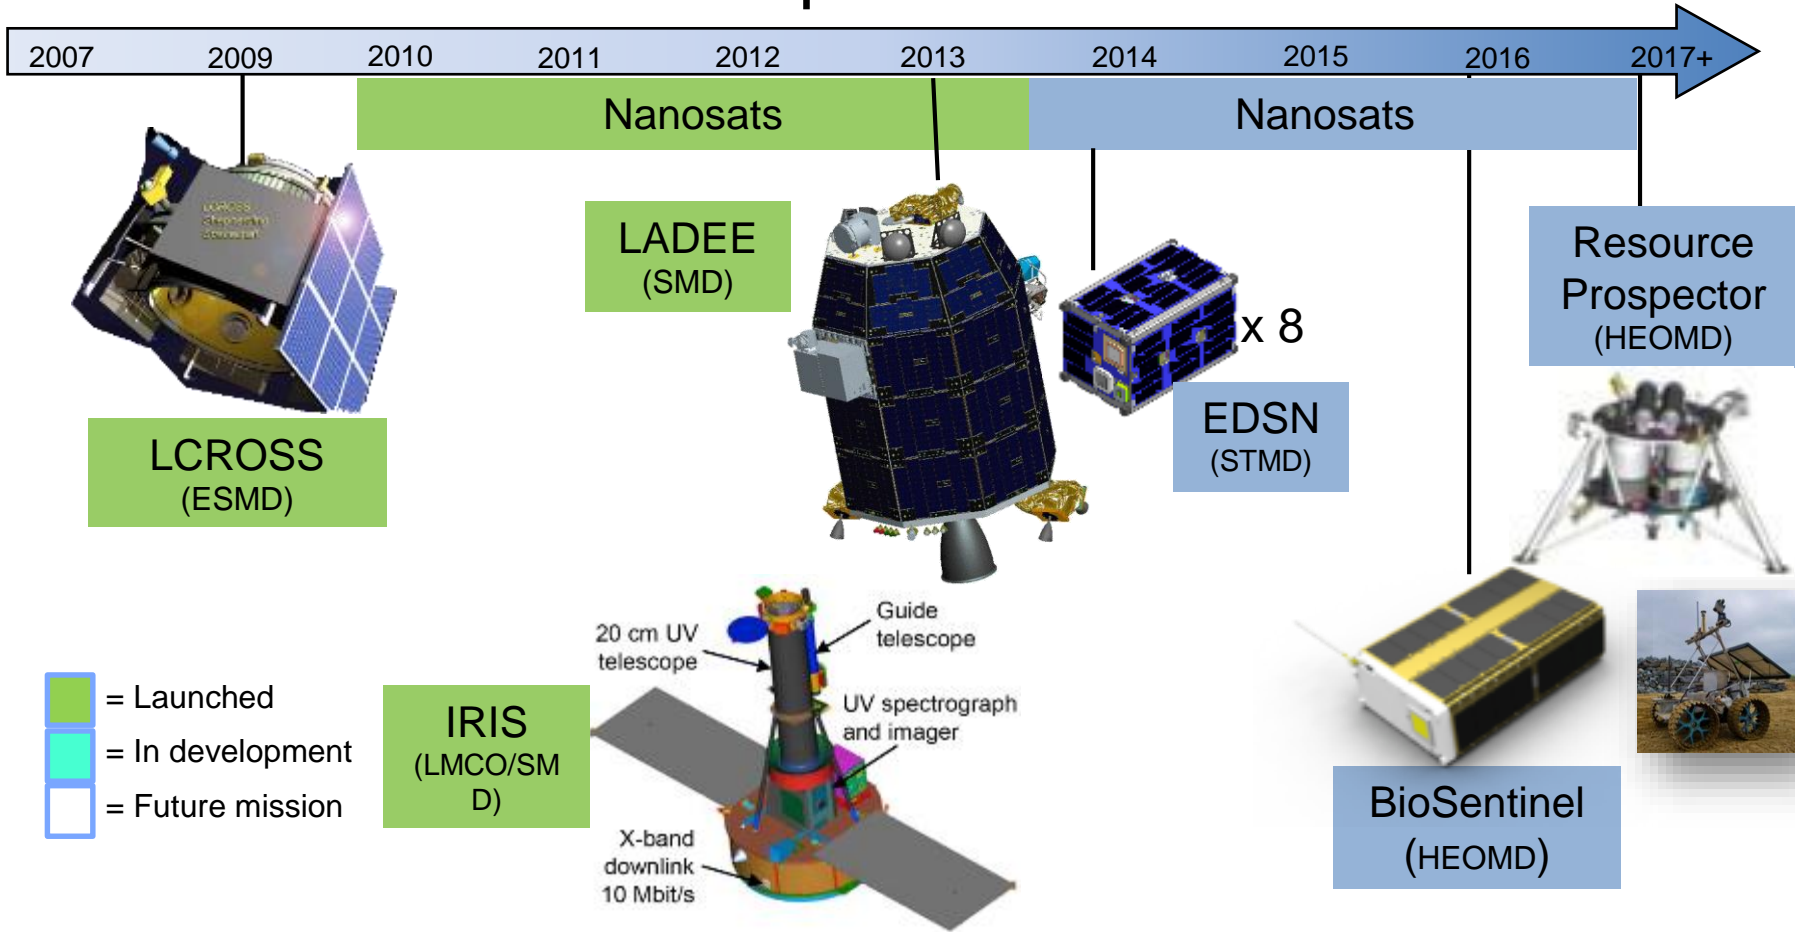 2007 2009 2010 2011 2012 2013 2014 2015 2016 2017+
Nanosats Nanosats
LCROSS
(ESMD)
LADEE
(SMD)
x 8
EDSN
(STMD)
Resource
Prospector
(HEOMD)
20 cm UV
telescope
Guide
telescope
UV spectrograph
and imager
X-band
downlink
10 Mbit/s
IRIS
(LMCO/SM
D)
= Launched
= In development
= Future mission
BioSentinel
(HEOMD)